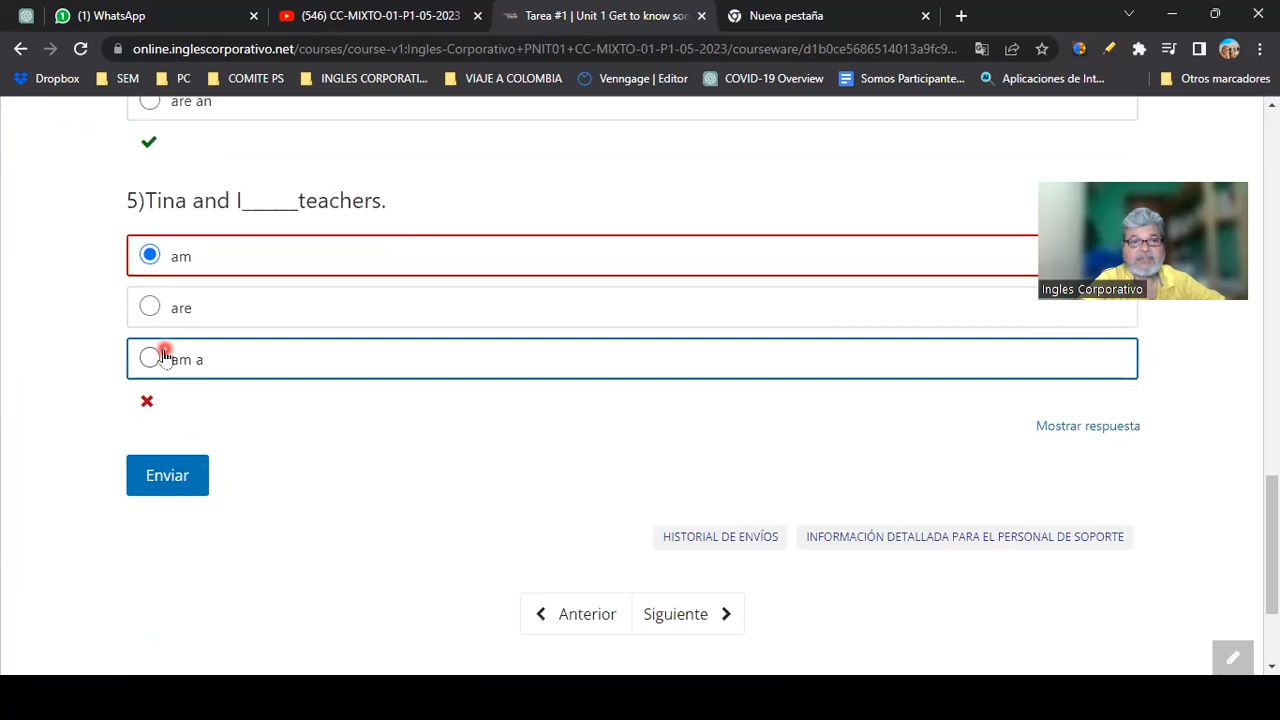 (1) WhatsApp
(546) CC-MIXTO-01-P1-05-2023
Tarea #1 | Unit 1 Get to know so
Nueva pestaña
online.inglescorporativo.net/courses/course-v1:Ingles-Corporativo+PNIT01+CC-MIXTO-01-P1-05-2023/courseware/d1b0ce5686514013a9fc9...
Dropbox
SEM
PC
COMITE PS
INGLES CORPORATI...
VIAJE A COLOMBIA
Venngage | Editor
COVID-19 Overview
Somos Participante...
Aplicaciones de Int...
Otros marcadores
are an
5)Tina and I______teachers.
am
are
am a
Ingles Corporativo
Mostrar respuesta
Enviar
HISTORIAL DE ENVÍOS
INFORMACIÓN DETALLADA PARA EL PERSONAL DE SOPORTE
Anterior
Siguiente